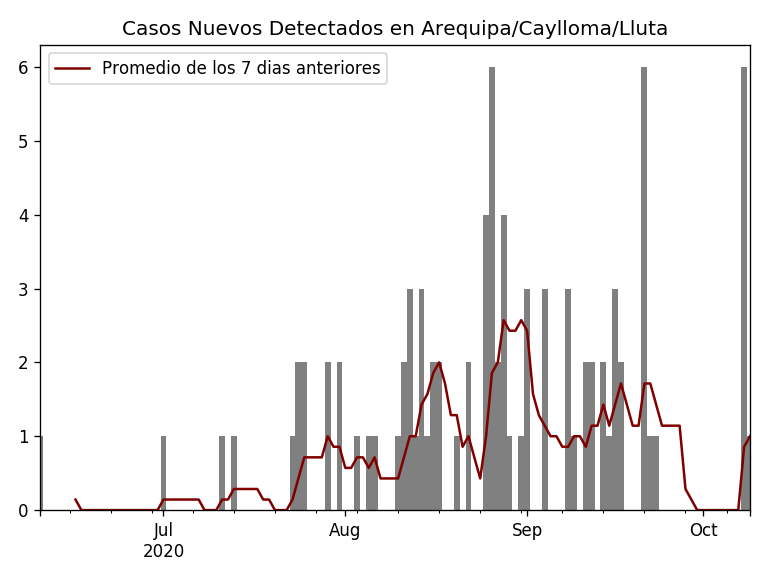 Casos Nuevos Detectados en Arequipa/Caylloma/Lluta
Promedio de los 7 dias anteriores
6
5
4
3
2
1
0
Jul
2020
Aug
Sep
Oct